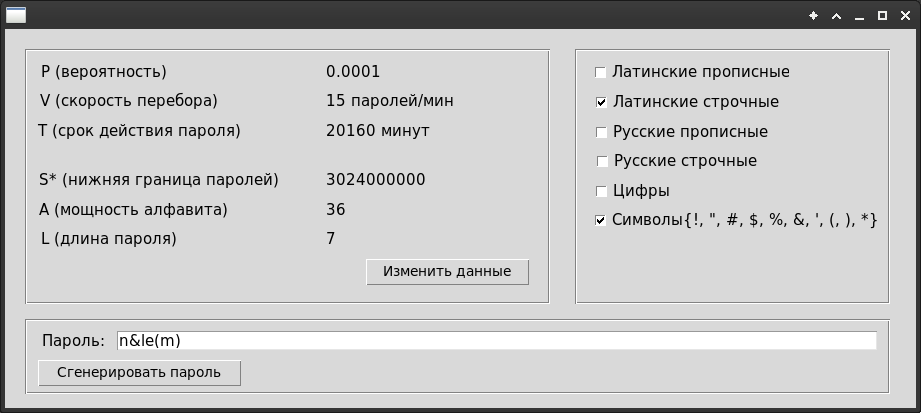 P (вероятность) 0.0001
V (скорость перебора) 15 паролей/мин
T (срок действия пароля) 20160 минут
S* (нижняя граница паролей) 3024000000
A (мощность алфавита) 36
L (длина пароля) 7
Изменить данные
Латинские прописные
Латинские строчные
Русские прописные
Русские строчные
Цифры
Символы{!, ", #, $, %, &, ', (, ), *}
Пароль: n&le(m)
Сгенерировать пароль